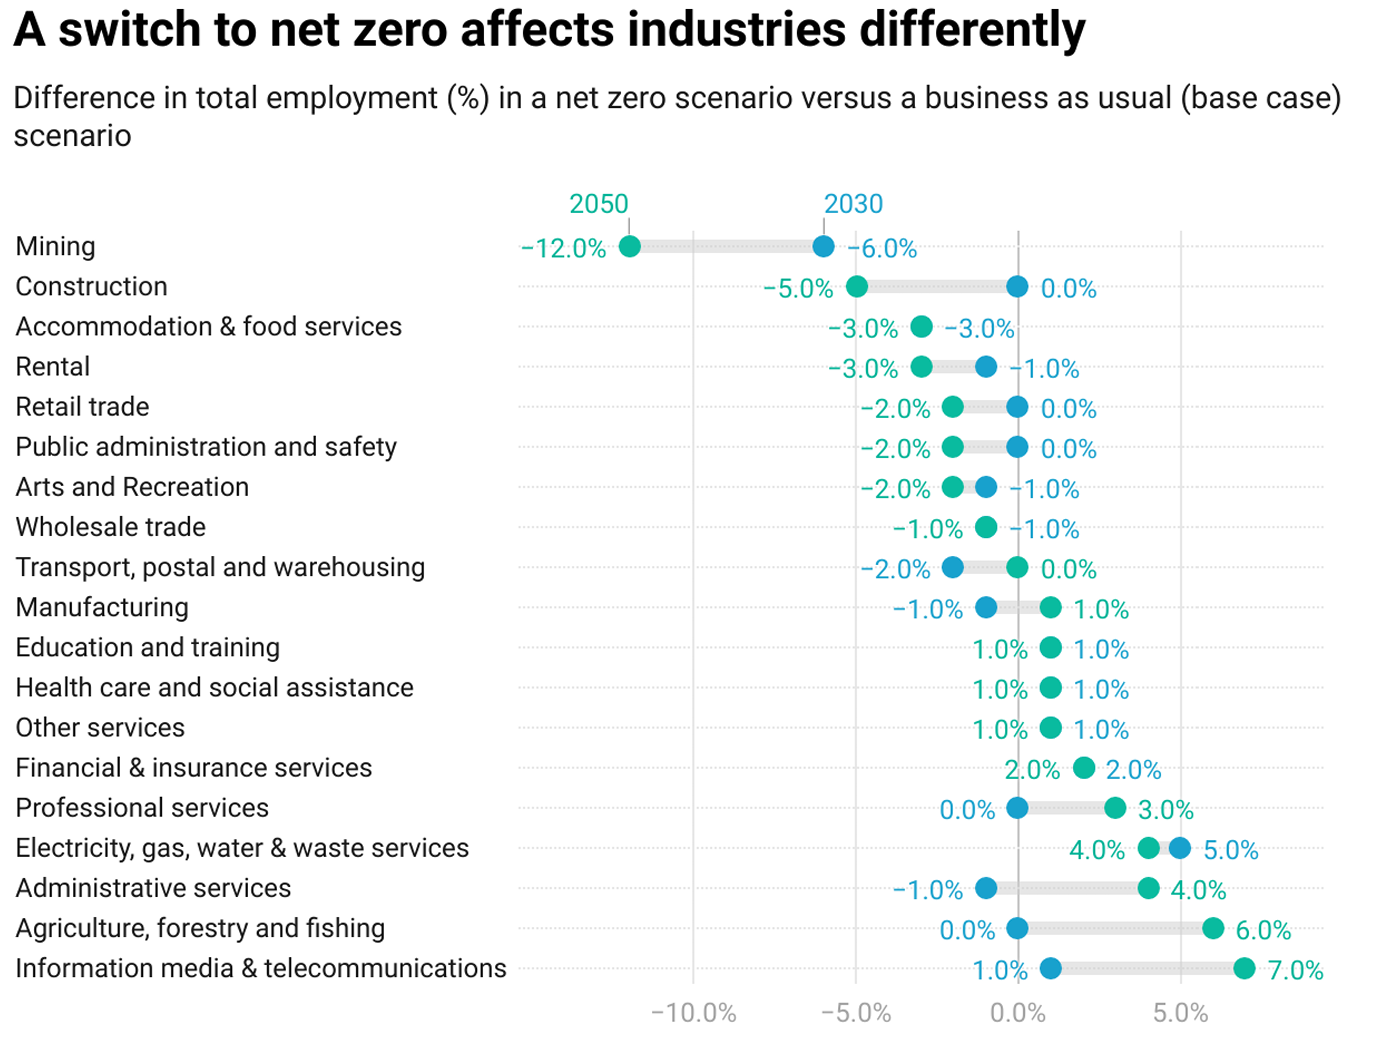 A switch to net zero affects industries differently
Difference in total employment (%) in a net zero scenario versus a business as usual (base case)
scenario
2050 2030
Mining −12.0% −6.0%
Construction −5.0% 0.0%
Accommodation & food services −3.0% −3.0%
Rental −3.0% −1.0%
Retail trade −2.0% 0.0%
Public administration and safety −2.0% 0.0%
Arts and Recreation −2.0% −1.0%
Wholesale trade −1.0% −1.0%
Transport, postal and warehousing −2.0% 0.0%
Manufacturing −1.0% 1.0%
Education and training 1.0% 1.0%
Health care and social assistance 1.0% 1.0%
Other services 1.0% 1.0%
Financial & insurance services 2.0% 2.0%
Professional services 0.0% 3.0%
Electricity, gas, water & waste services 4.0% 5.0%
Administrative services −1.0% 4.0%
Agriculture, forestry and fishing 0.0% 6.0%
Information media & telecommunications 1.0% 7.0%
−10.0% −5.0% 0.0% 5.0%